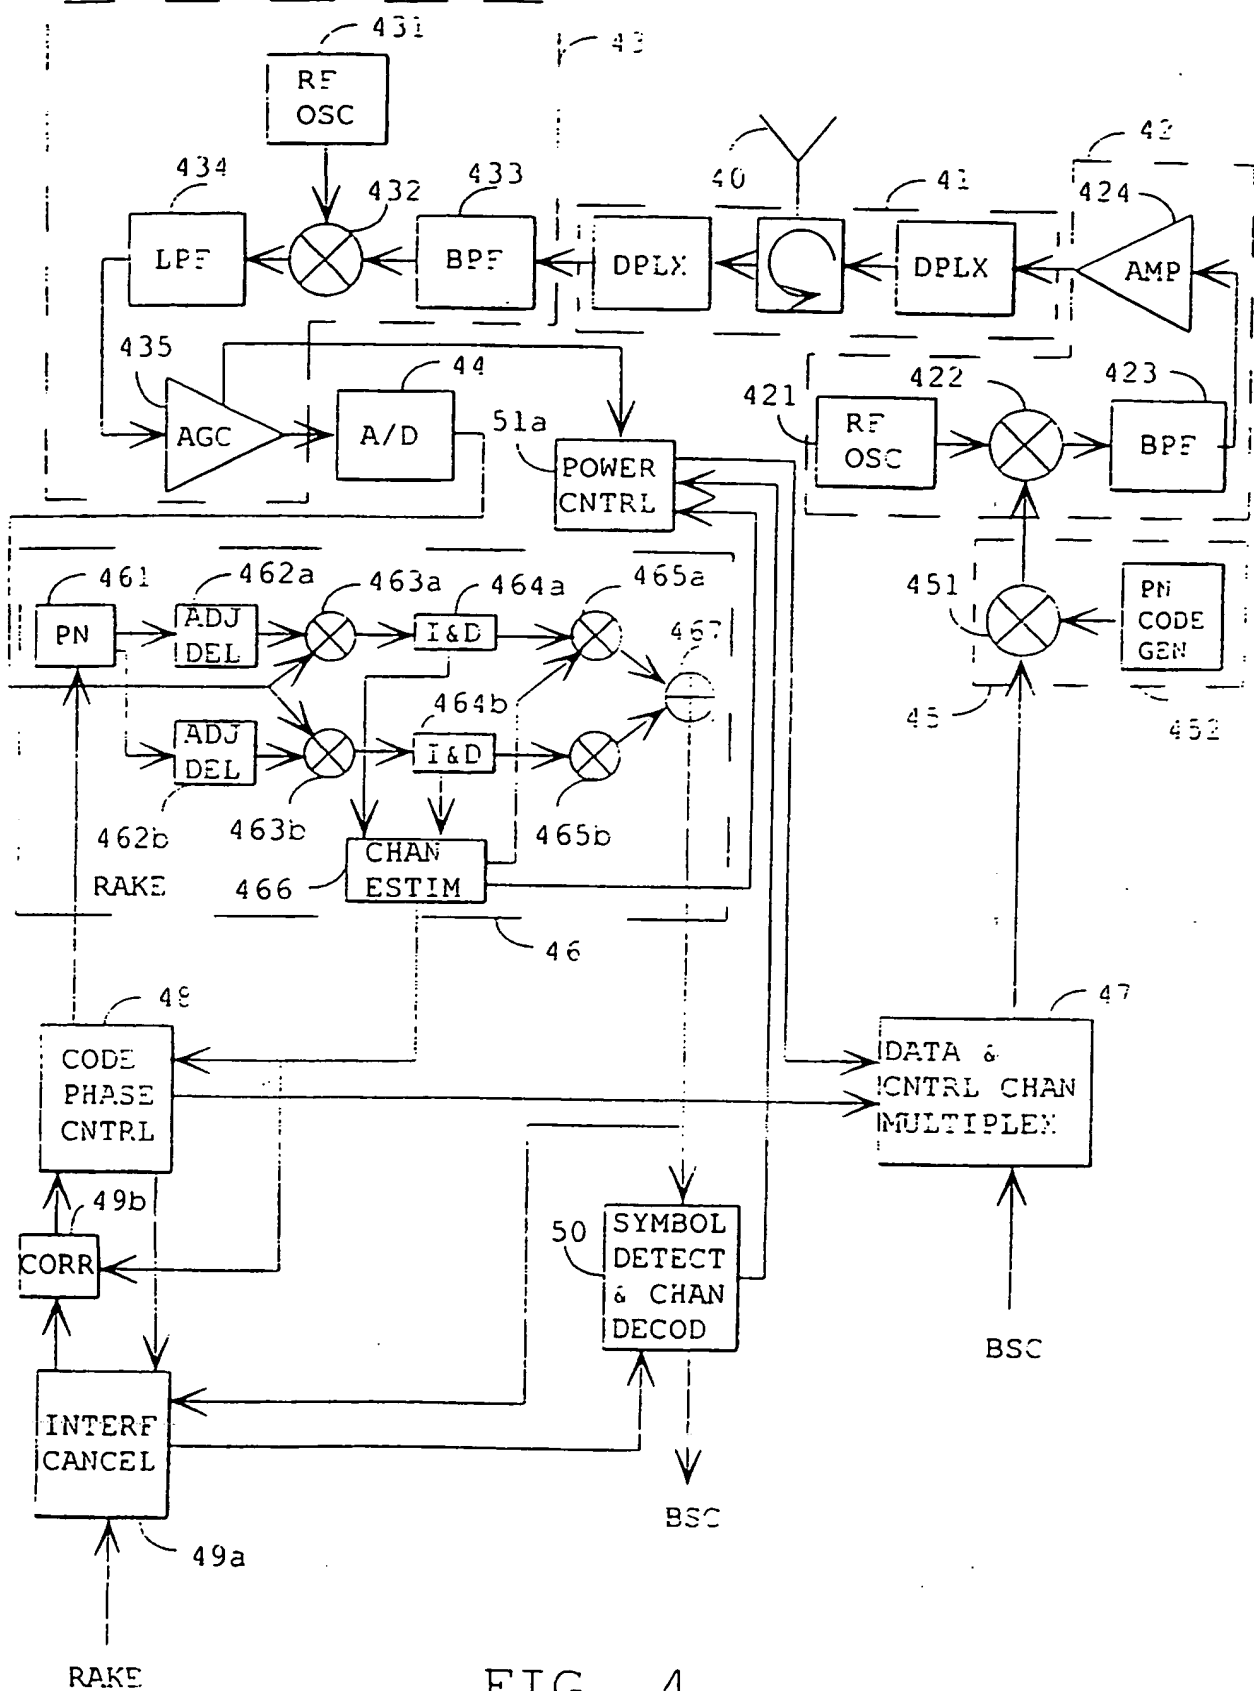 431
43
RF
OSC
42
434
432
433
40
41
424
LPF
BPF
DPLX
DPLX
AMP
435
44
422
423
421
51a
AGC
A/D
RF
OSC
BPF
POWER
CNTRL
461
462a
463a
464a
465a
451
PN
CODE
GEN
PN
ADJ
DEL
I&D
467
464b
45
452
ADJ
DEL
I&D
462b
463b
465b
CHAN
ESTIM
RAKE
466
46
48
47
CODE
PHASE
CNTRL
DATA &
CNTRL CHAN
MULTIPLEX
49b
50
SYMBOL
DETECT
& CHAN
DECOD
CORR
BSC
INTERF
CANCEL
BSC
49a
RAKE
FIG. 4